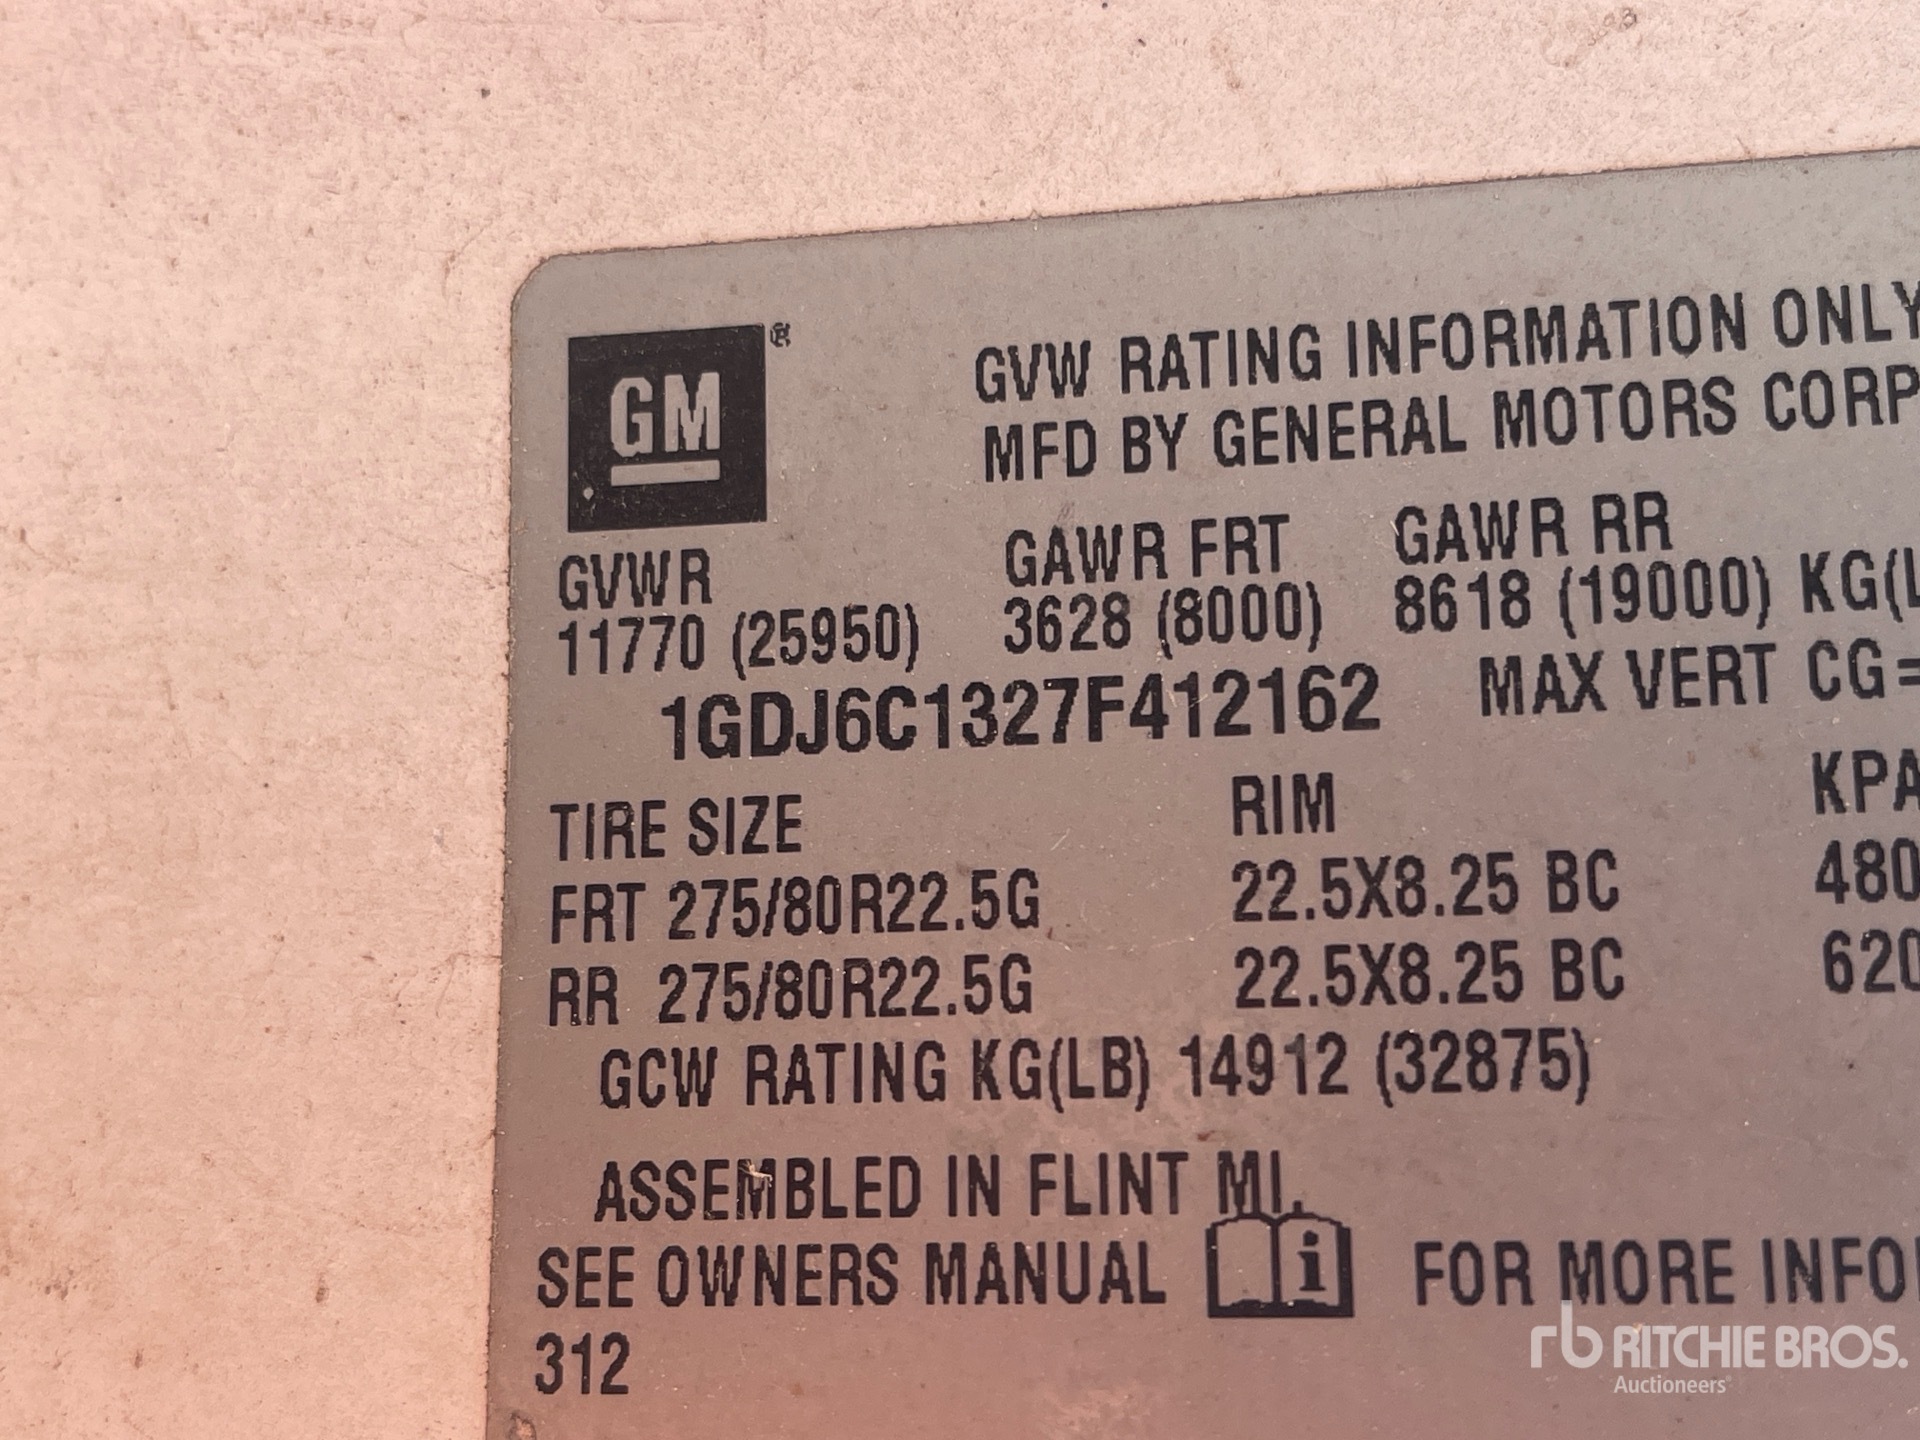 GM
®
GVW RATING INFORMATION ONLY
MFD BY GENERAL MOTORS CORP
GVWR GAWR FRT GAWR RR
11770 (25950) 3628 (8000) 8618 (19000) KG(L
1GDJ6C1327F412162 MAX VERT CG=
TIRE SIZE RIM KPA
FRT 275/80R22.5G 22.5X8.25 BC 480
RR 275/80R22.5G 22.5X8.25 BC 620
GCW RATING KG(LB) 14912 (32875)
ASSEMBLED IN FLINT MI.
SEE OWNERS MANUAL i FOR MORE INFO
312
rb RITCHIE BROS.
Auctioneers